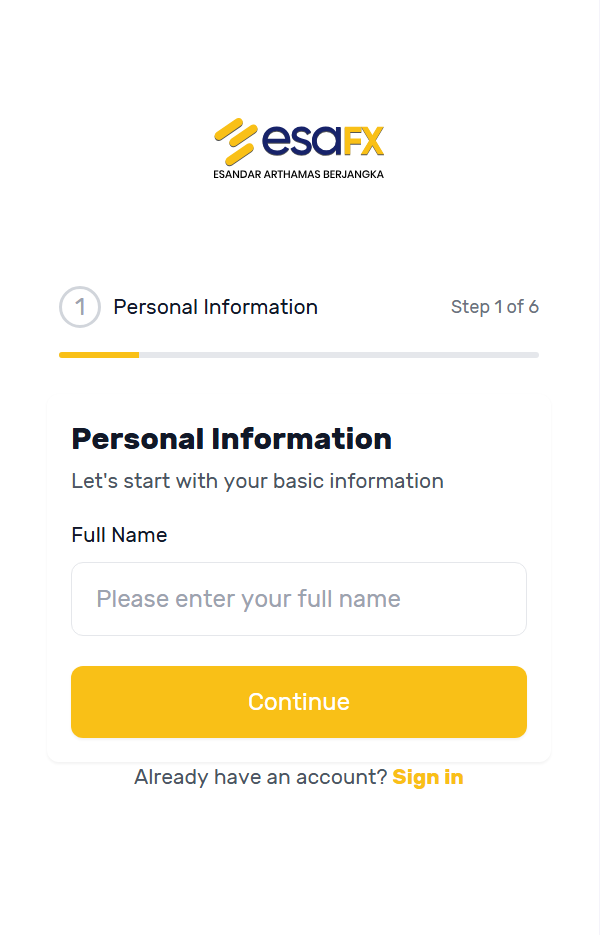 esaFX
ESANDAR ARTHAMAS BERJANGKA
1 Personal Information Step 1 of 6
Personal Information
Let's start with your basic information
Full Name
Please enter your full name
Continue
Already have an account? Sign in